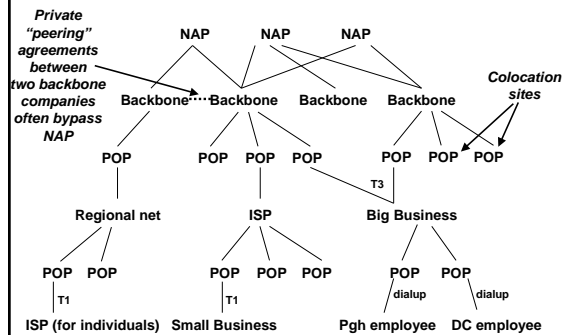 Private
“peering”
agreements
between
two backbone
companies
often bypass
NAP
NAP NAP NAP
Colocation
sites
Backbone Backbone Backbone Backbone
POP POP POP POP POP POP POP
T3
Regional net ISP Big Business
POP POP POP POP POP POP POP
T1 T1 dialup dialup
ISP (for individuals) Small Business Pgh employee DC employee